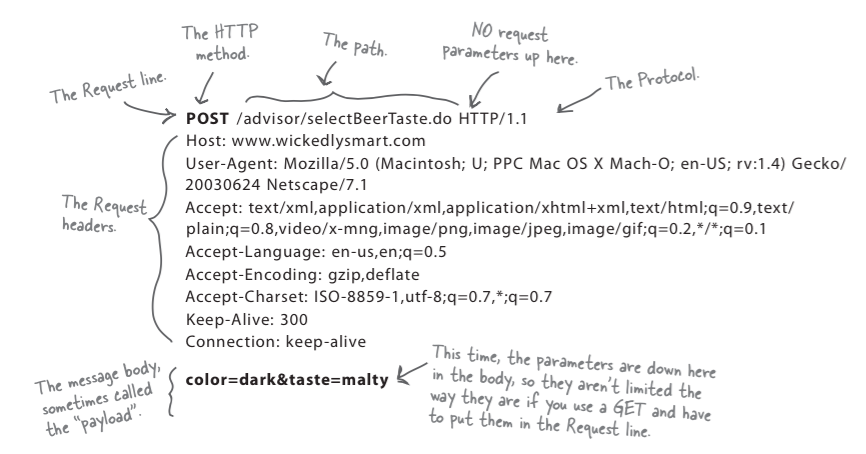 The HTTP
method.
The path.
NO request
parameters up here.
The Request line.
The Protocol.
POST /advisor/selectBeerTaste.do HTTP/1.1
Host: www.wickedlysmart.com
User-Agent: Mozilla/5.0 (Macintosh; U; PPC Mac OS X Mach-O; en-US; rv:1.4) Gecko/
20030624 Netscape/7.1
Accept: text/xml,application/xml,application/xhtml+xml,text/html;q=0.9,text/
plain;q=0.8,video/x-mng,image/png,image/jpeg,image/gif;q=0.2,*/*;q=0.1
Accept-Language: en-us,en;q=0.5
Accept-Encoding: gzip,deflate
Accept-Charset: ISO-8859-1,utf-8;q=0.7,*;q=0.7
Keep-Alive: 300
Connection: keep-alive
The Request
headers.
The message body,
sometimes called
the "payload".
color=dark&taste=malty
This time, the parameters are down here
in the body, so they aren't limited the
way they are if you use a GET and have
to put them in the Request line.